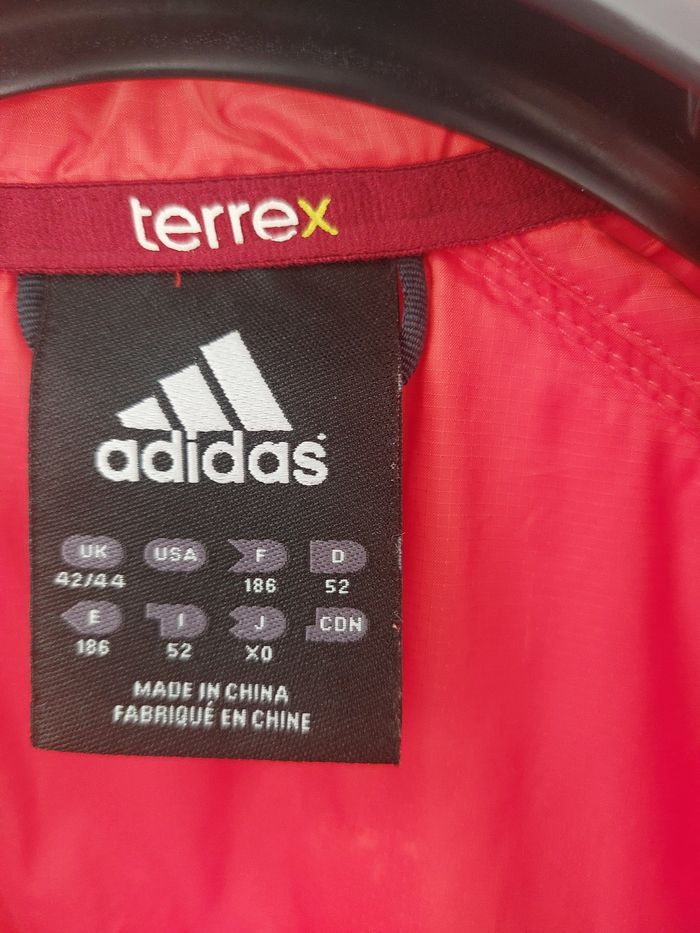 terrex
adidas
UK USA F D
42/44 186 52
E I J CDN
186 52 XO
MADE IN CHINA
FABRIQUÉ EN CHINE